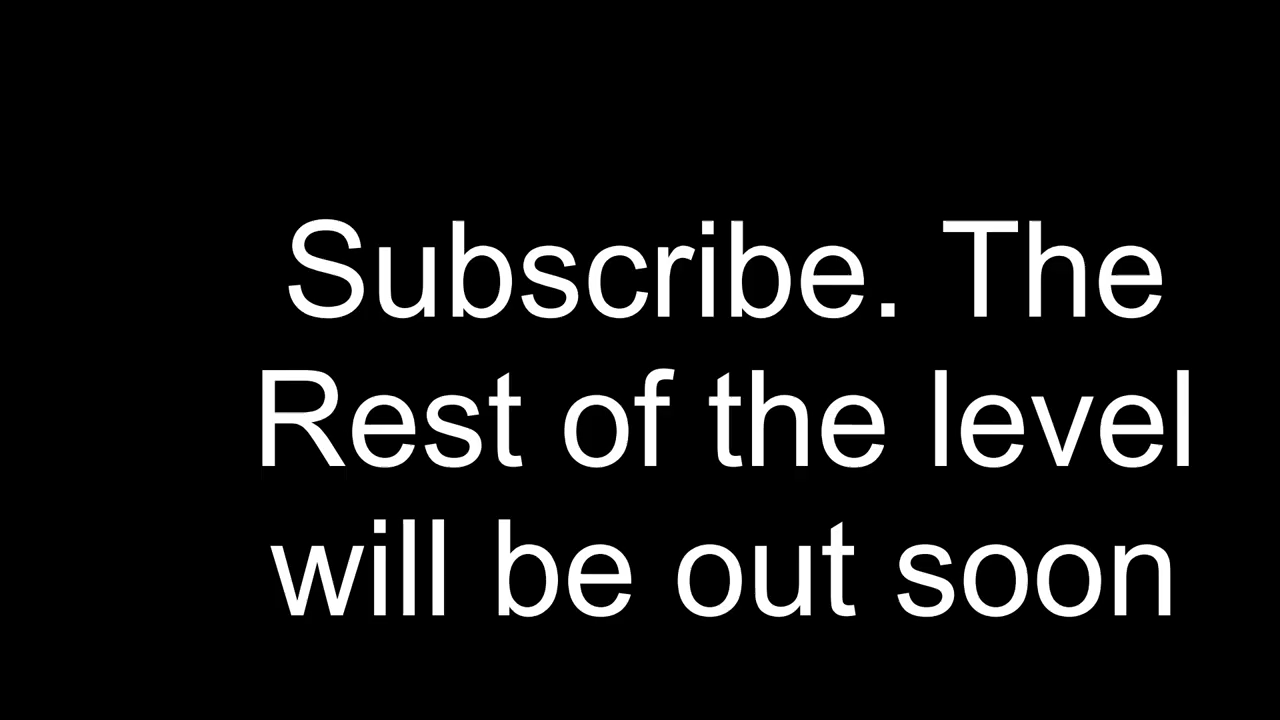 Subscribe. The
Rest of the level
will be out soon